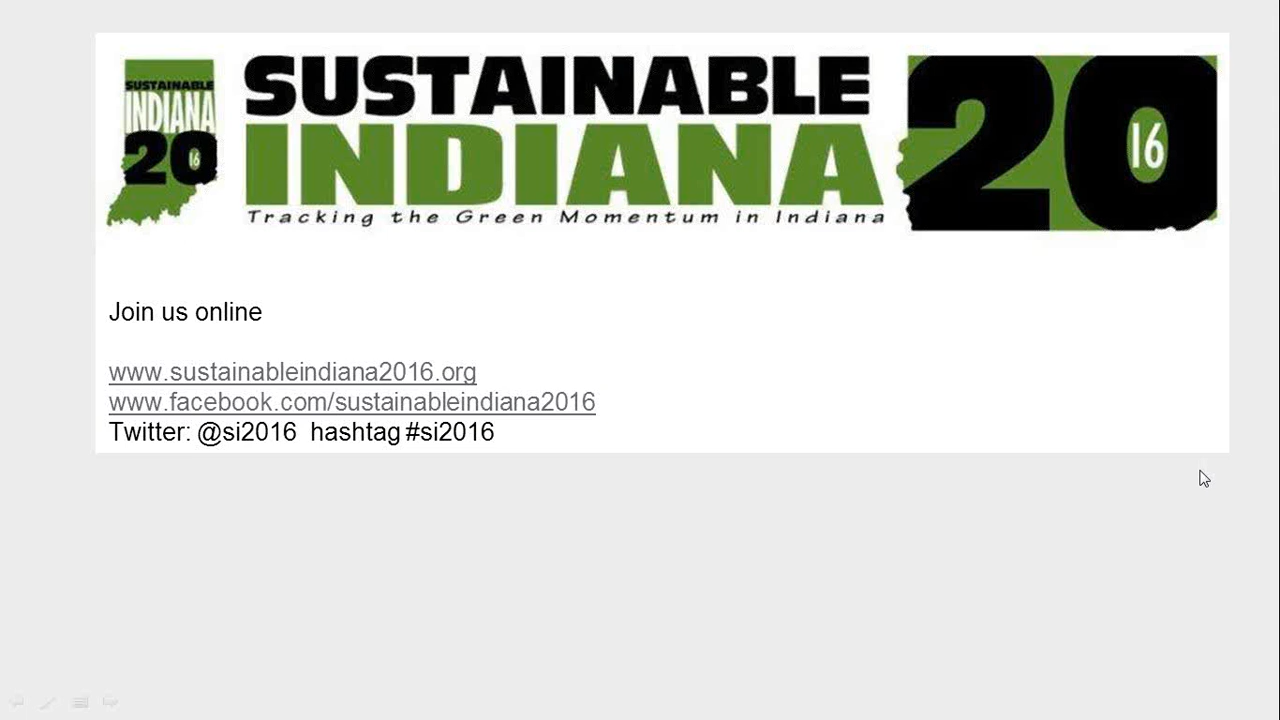 SUSTAINABLE
INDIANA
20 16
SUSTAINABLE
INDIANA
Tracking the Green Momentum in Indiana
20 16
Join us online
www.sustainableindiana2016.org
www.facebook.com/sustainableindiana2016
Twitter: @si2016 hashtag #si2016